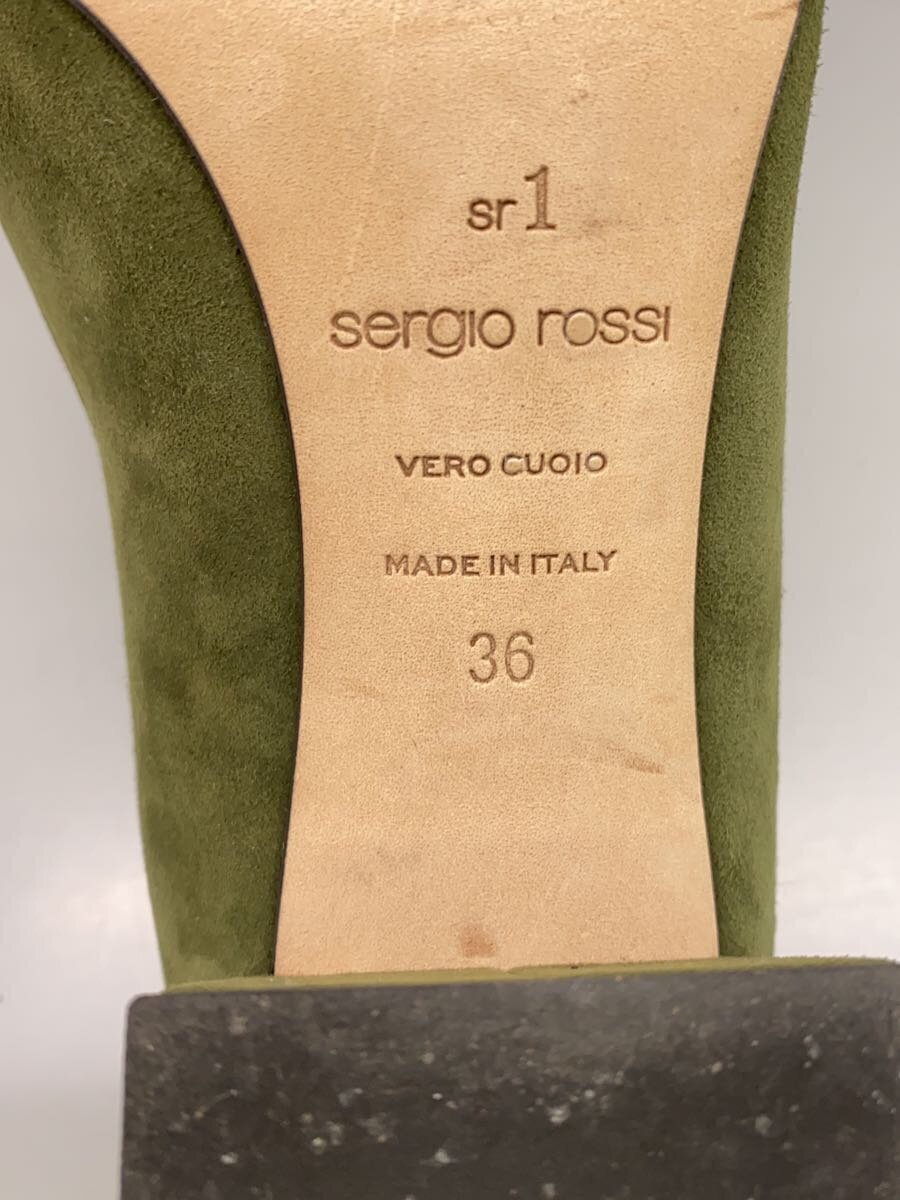 sr1
sergio rossi
VERO CUOIO
MADE IN ITALY
36